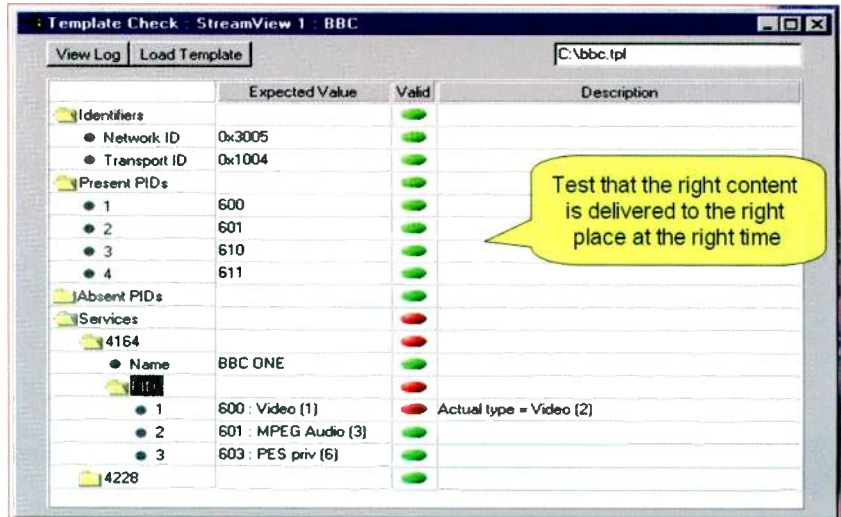 Template Check : StreamView 1 : BBC
View Log Load Template C:\bbc.tpl
Expected Value Valid Description
Identifiers
Network ID 0x3005
Transport ID 0x1004
Present PIDs
1 600
2 601
3 610
4 611
Test that the right content
is delivered to the right
place at the right time
Absent PIDs
Services
4164
Name BBC ONE
1 600 : Video (1) Actual type = Video (2)
2 601 : MPEG Audio (3)
3 603 : PES priv (6)
4228